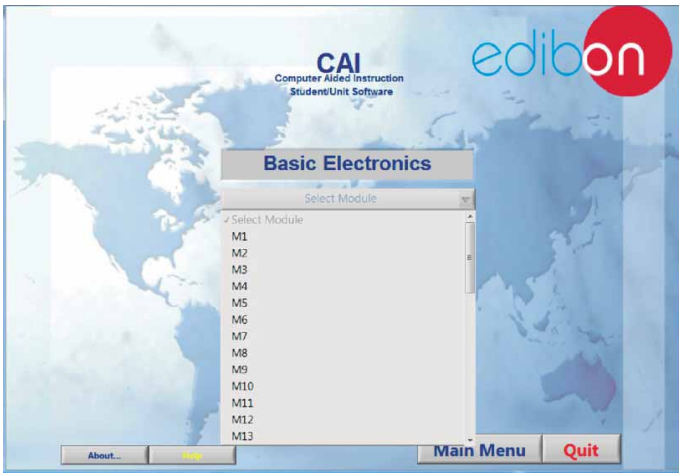 CAI
Computer Aided Instruction
Student/Unit Software
edibon
Basic Electronics
Select Module
✓Select Module
M1
M2
M3
M4
M5
M6
M7
M8
M9
M10
M11
M12
M13
About...
Help
Main Menu
Quit